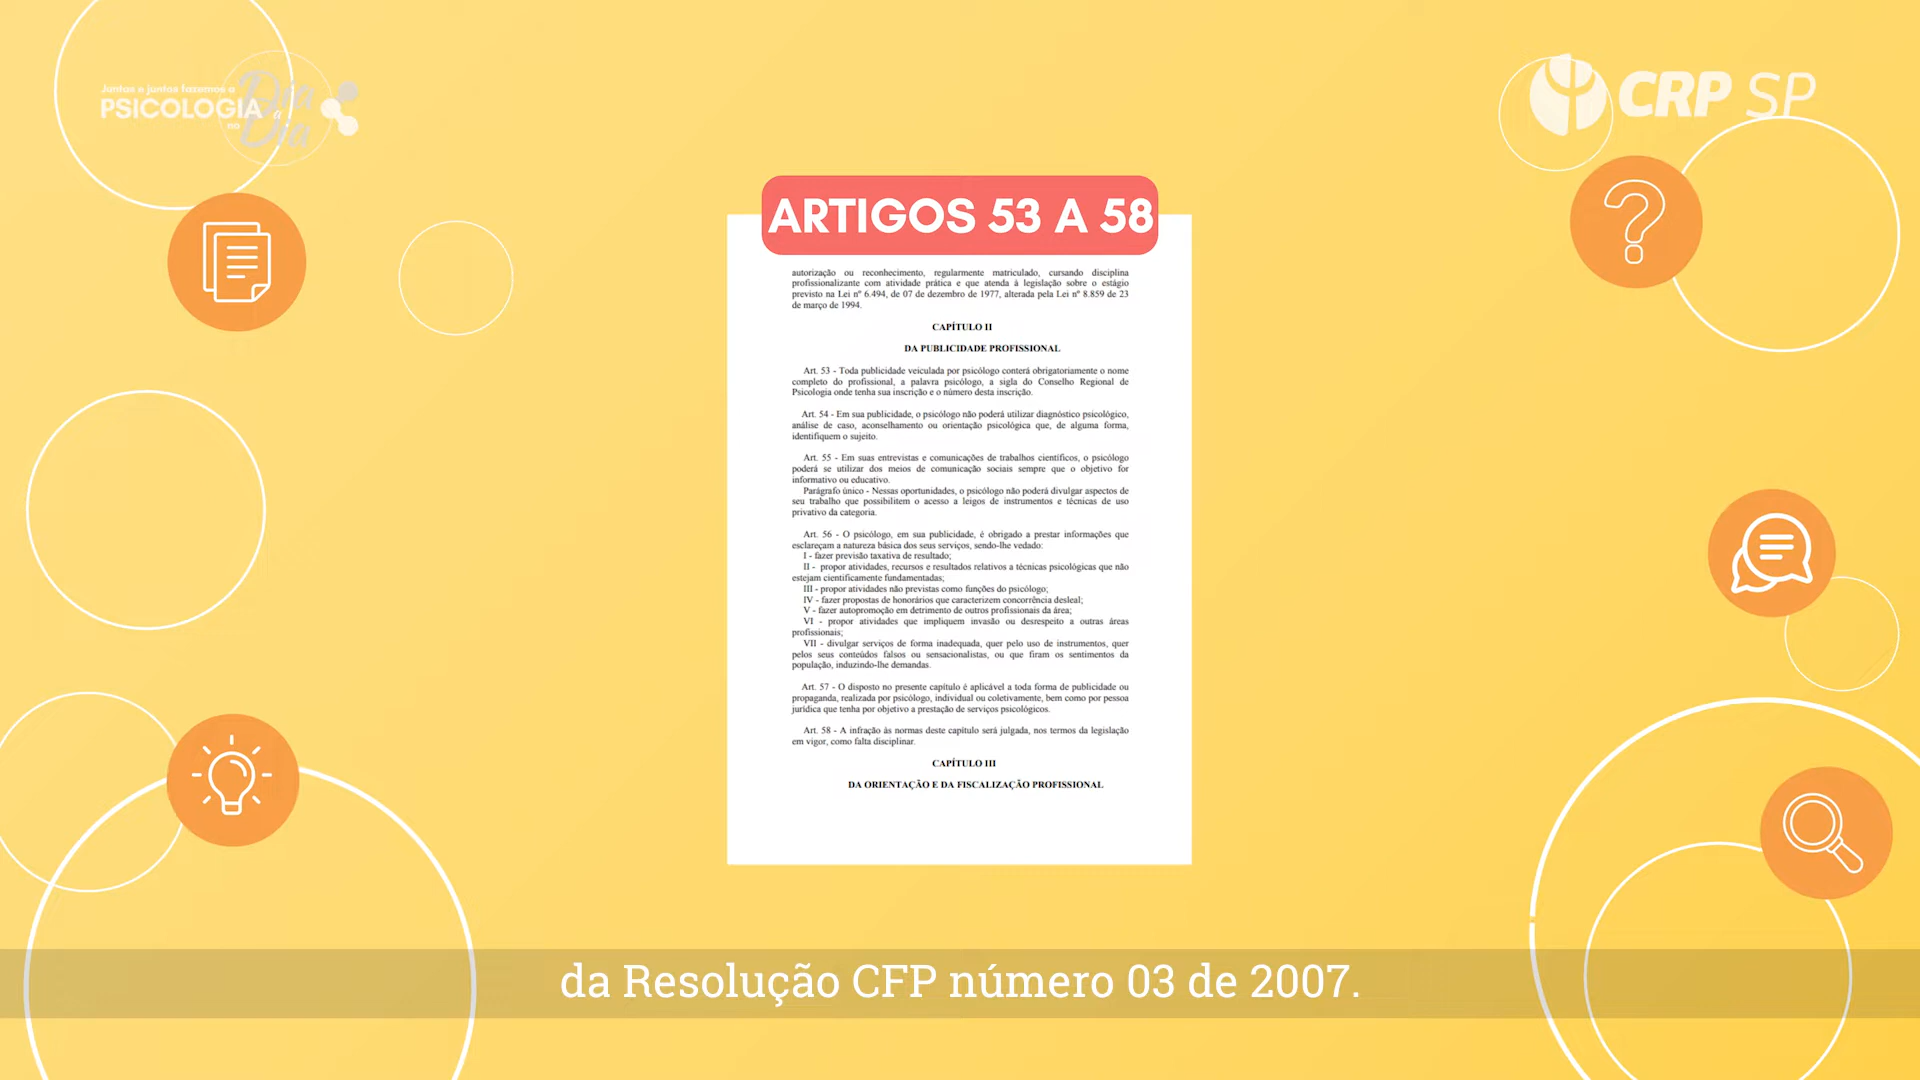 Juntas e juntos fazemos a
PSICOLOGIA
no
Dia a Dia
CRP SP
ARTIGOS 53 A 58
autorização ou reconhecimento, regularmente matriculado, cursando disciplina
profissionalizante com atividade prática e que atenda à legislação sobre o estágio
previsto na Lei nº 6.494, de 07 de dezembro de 1977, alterada pela Lei nº 8.859 de 23
de março de 1994.
CAPÍTULO II
DA PUBLICIDADE PROFISSIONAL
Art. 53 - Toda publicidade veiculada por psicólogo conterá obrigatoriamente o nome
completo do profissional, a palavra psicólogo, a sigla do Conselho Regional de
Psicologia onde tenha sua inscrição e o número desta inscrição.
Art. 54 - Em sua publicidade, o psicólogo não poderá utilizar diagnóstico psicológico,
análise de caso, aconselhamento ou orientação psicológica que, de alguma forma,
identifiquem o sujeito.
Art. 55 - Em suas entrevistas e comunicações de trabalhos científicos, o psicólogo
poderá se utilizar dos meios de comunicação sociais sempre que o objetivo for
informativo ou educativo.
Parágrafo único - Nessas oportunidades, o psicólogo não poderá divulgar aspectos de
seu trabalho que possibilitem o acesso a leigos de instrumentos e técnicas de uso
privativo da categoria.
Art. 56 - O psicólogo, em sua publicidade, é obrigado a prestar informações que
esclareçam a natureza básica dos seus serviços, sendo-lhe vedado:
I - fazer previsão taxativa de resultado;
II - propor atividades, recursos e resultados relativos a técnicas psicológicas que não
estejam cientificamente fundamentadas;
III - propor atividades não previstas como funções do psicólogo;
IV - fazer propostas de honorários que caracterizem concorrência desleal;
V - fazer autopromoção em detrimento de outros profissionais da área;
VI - propor atividades que impliquem invasão ou desrespeito a outras áreas
profissionais;
VII - divulgar serviços de forma inadequada, quer pelo uso de instrumentos, quer
pelos seus conteúdos falsos ou sensacionalistas, ou que firam os sentimentos da
população, induzindo-lhe demandas.
Art. 57 - O disposto no presente capítulo é aplicável a toda forma de publicidade ou
propaganda, realizada por psicólogo, individual ou coletivamente, bem como por pessoa
jurídica que tenha por objetivo a prestação de serviços psicológicos.
Art. 58 - A infração às normas deste capítulo será julgada, nos termos da legislação
em vigor, como falta disciplinar.
CAPÍTULO III
DA ORIENTAÇÃO E DA FISCALIZAÇÃO PROFISSIONAL
da Resolução CFP número 03 de 2007.